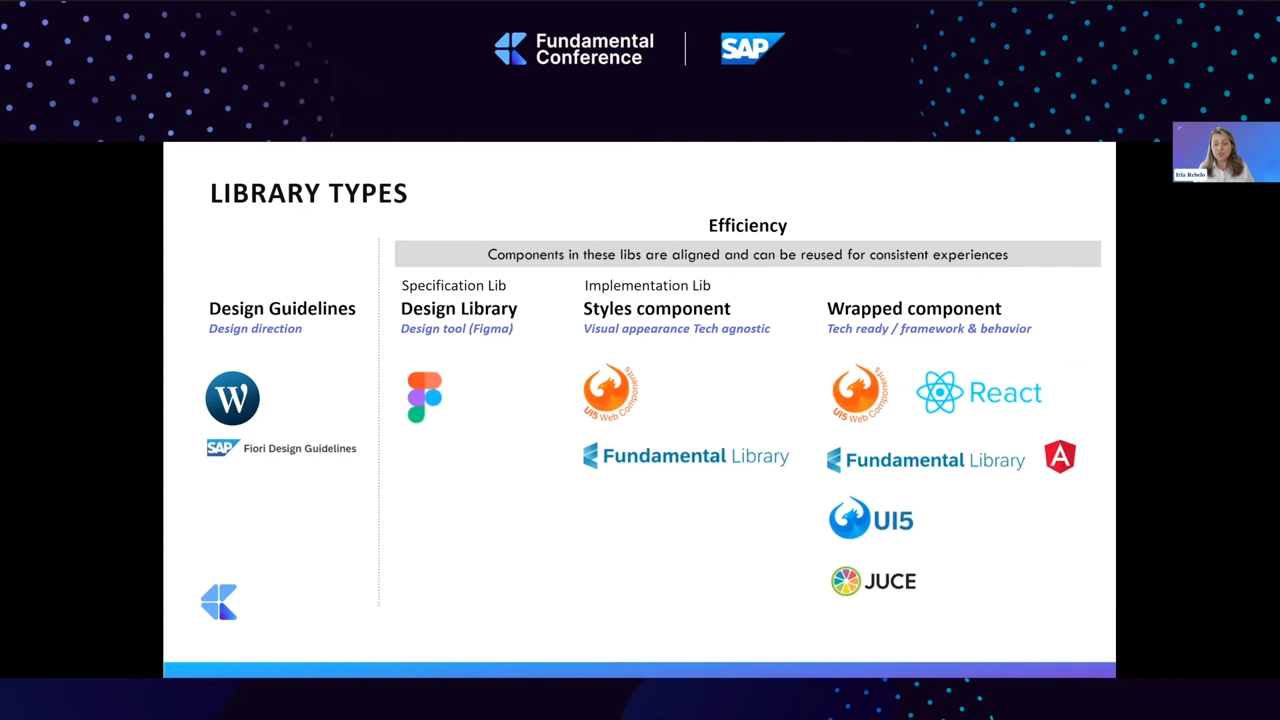 Fundamental
Conference
SAP
Irla Rebelo
LIBRARY TYPES
Efficiency
Components in these libs are aligned and can be reused for consistent experiences
Specification Lib
Implementation Lib
Design Guidelines
Design Library
Styles component
Wrapped component
Design direction
Design tool (Figma)
Visual appearance Tech agnostic
Tech ready / framework & behavior
W
UI5 Web Components
UI5 Web Components
React
SAP Fiori Design Guidelines
Fundamental Library
Fundamental Library
A
UI5
JUCE